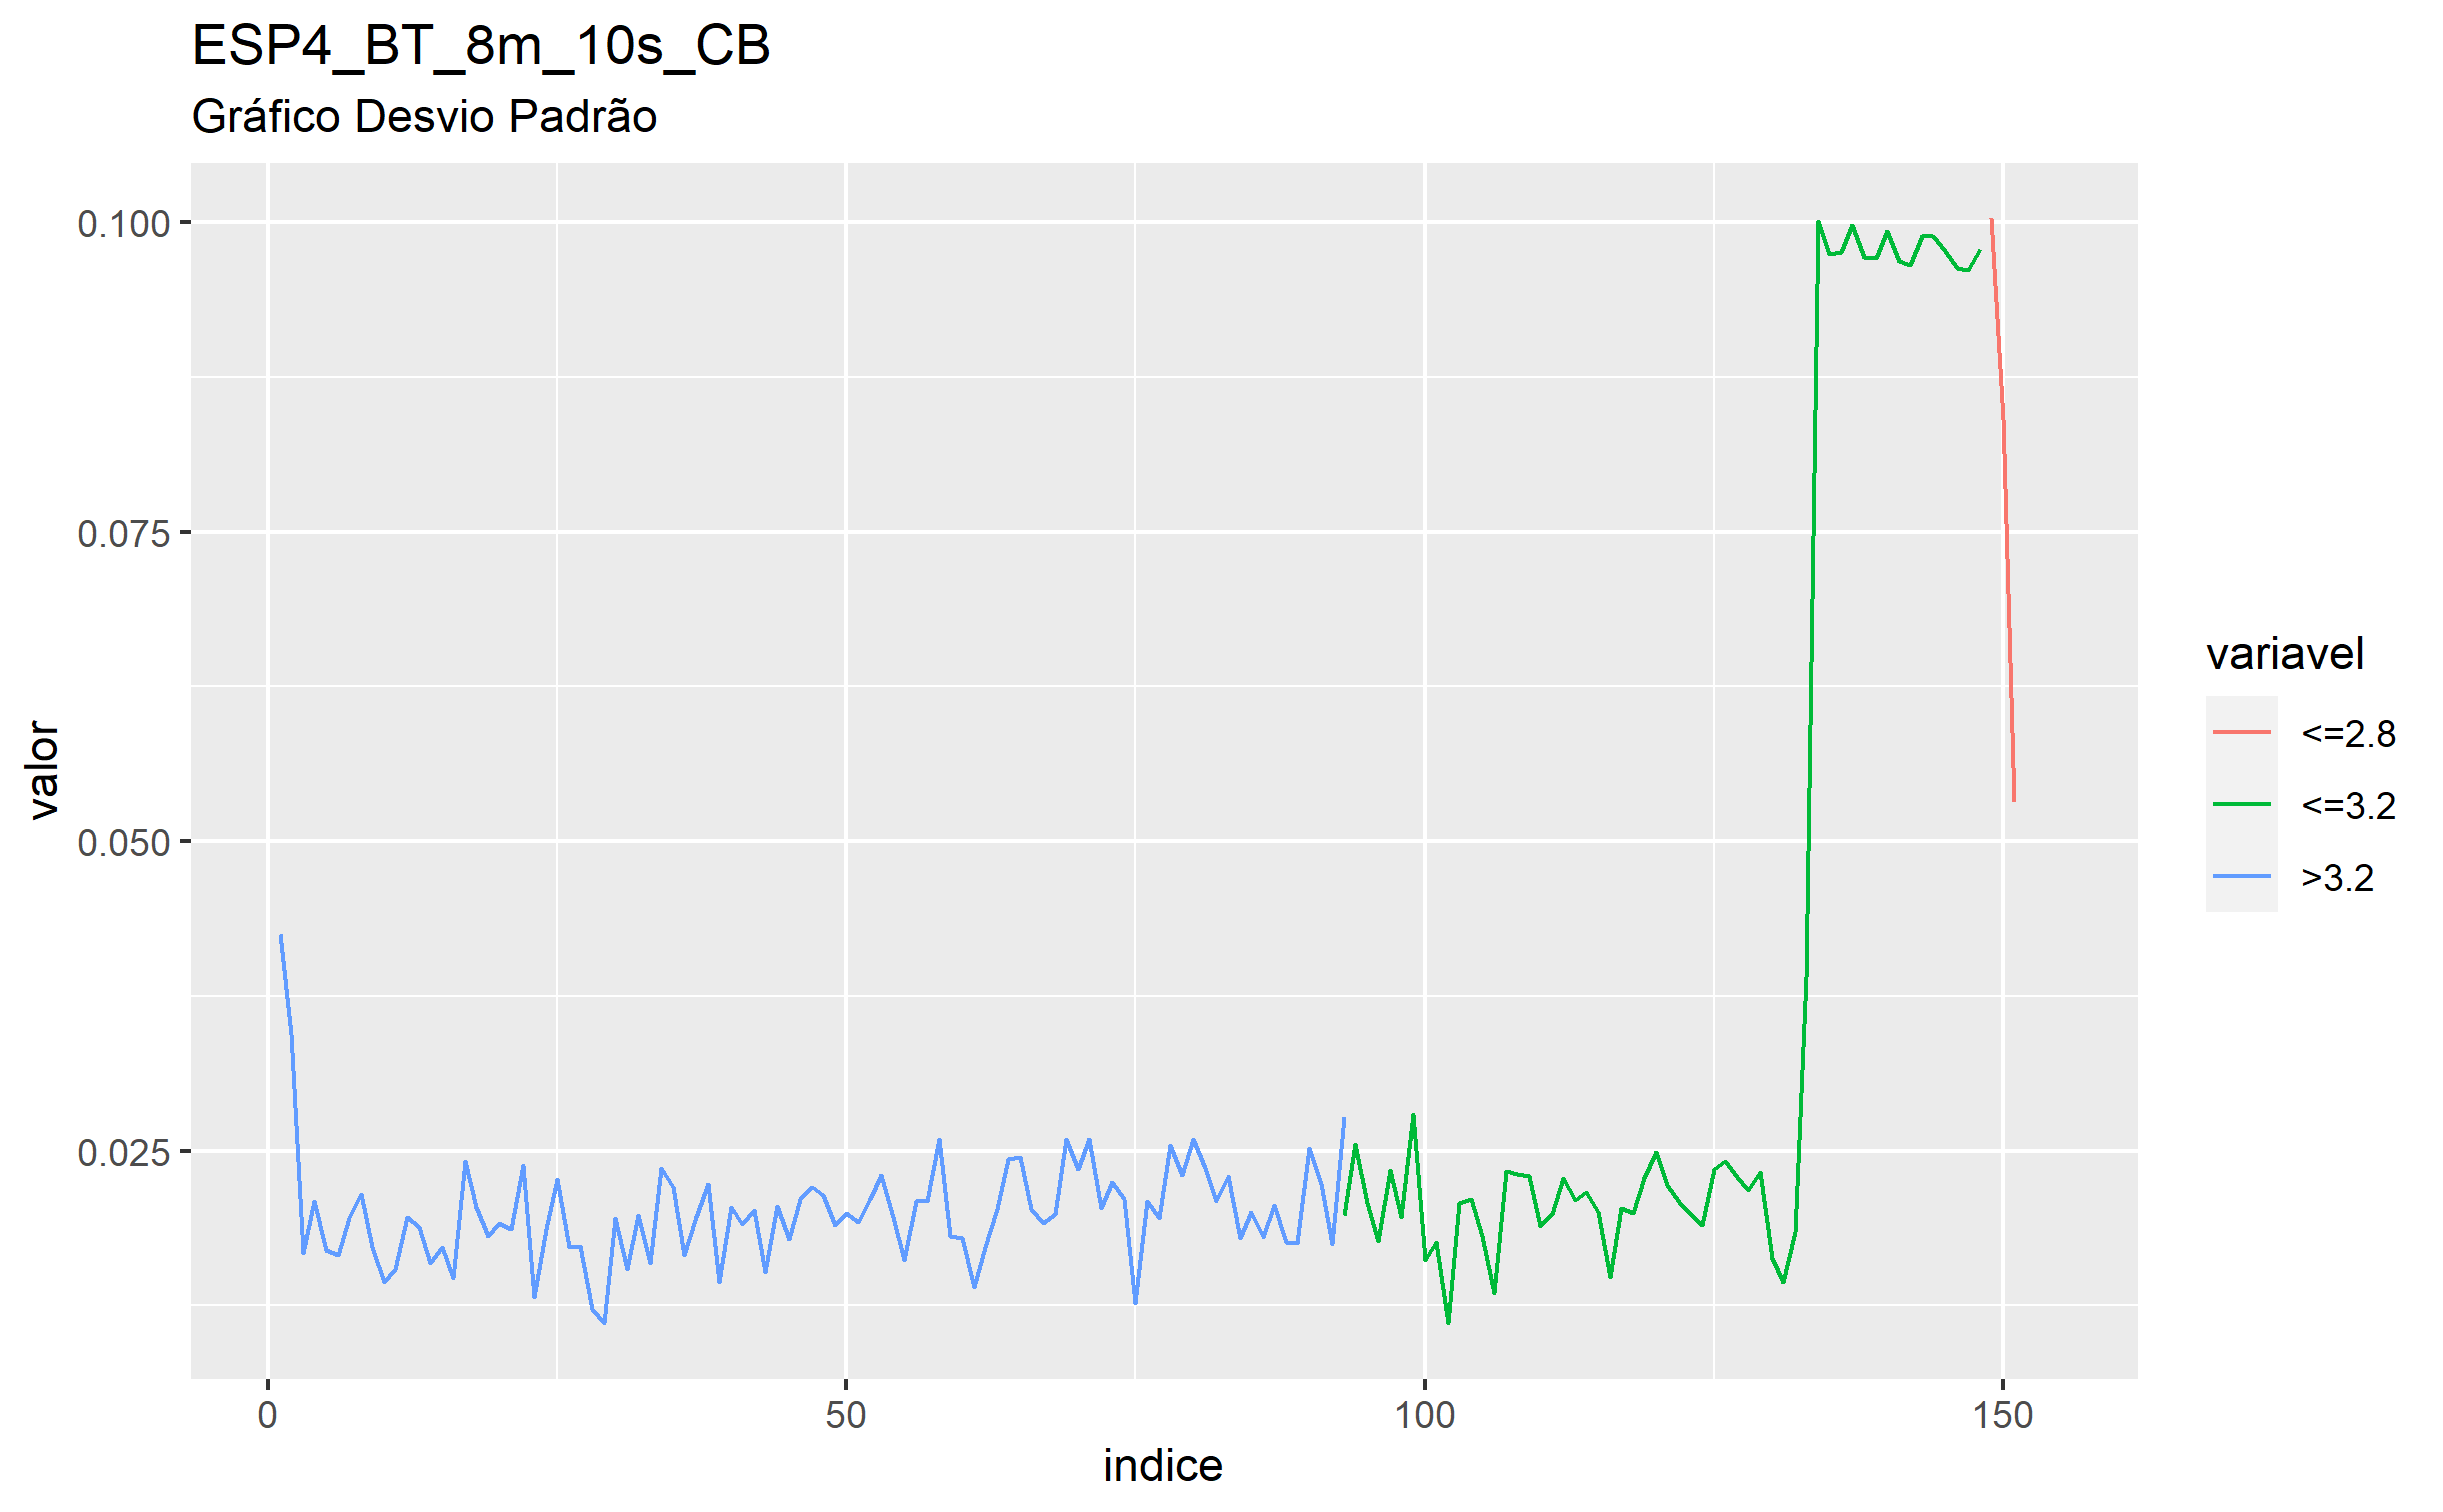 ESP4_BT_8m_10s_CB
Gráfico Desvio Padrão
valor
0.100
0.075
0.050
0.025
0
50
100
150
indice
variavel
<=2.8
<=3.2
>3.2